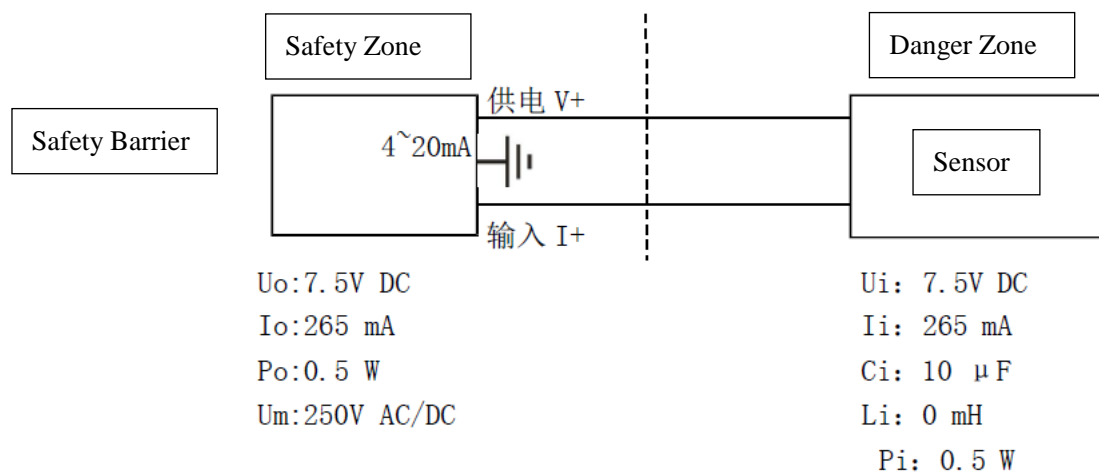 Safety Zone
Danger Zone
Safety Barrier
供电 V+
4~20mA
Sensor
输入 I+
Uo:7.5V DC
Io:265 mA
Po:0.5 W
Um:250V AC/DC
Ui: 7.5V DC
Ii: 265 mA
Ci: 10 μF
Li: 0 mH
Pi: 0.5 W